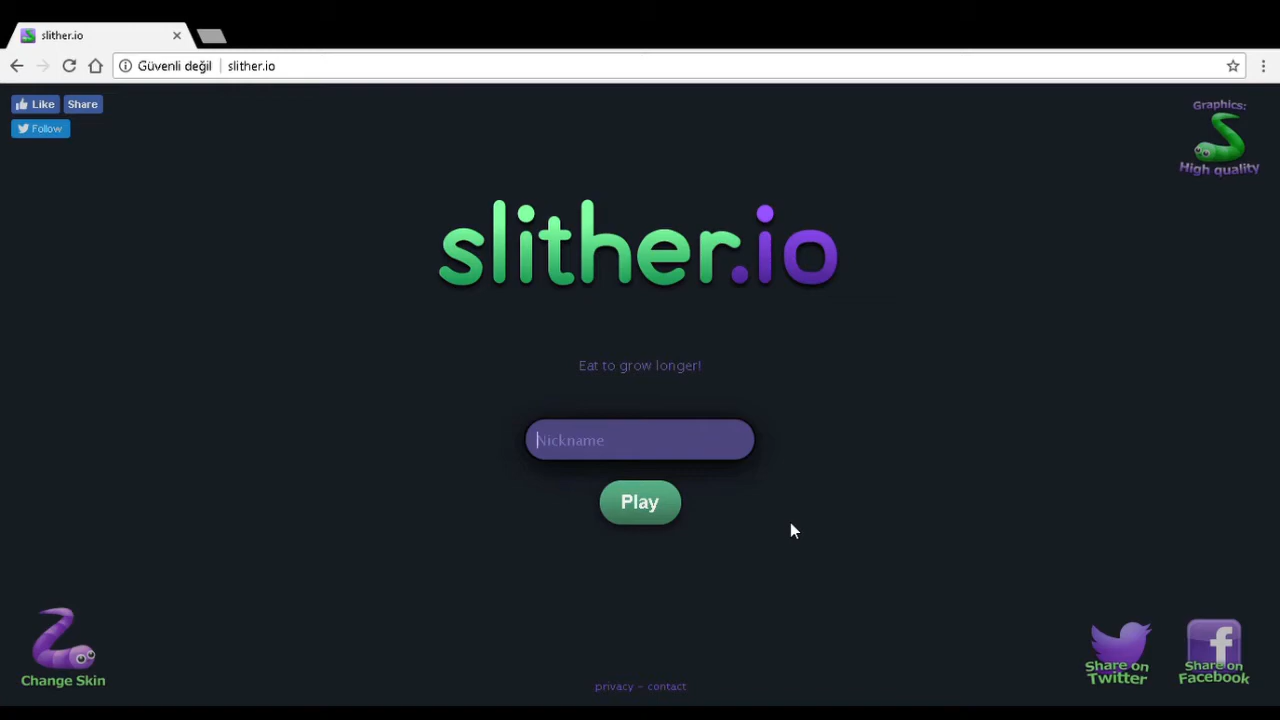 slither.io
Güvenli değil slither.io
Like Share
Follow
Graphics:
High quality
slither.io
Eat to grow longer!
Nickname
Play
Change Skin
Share on
Twitter
Share on
Facebook
privacy - contact